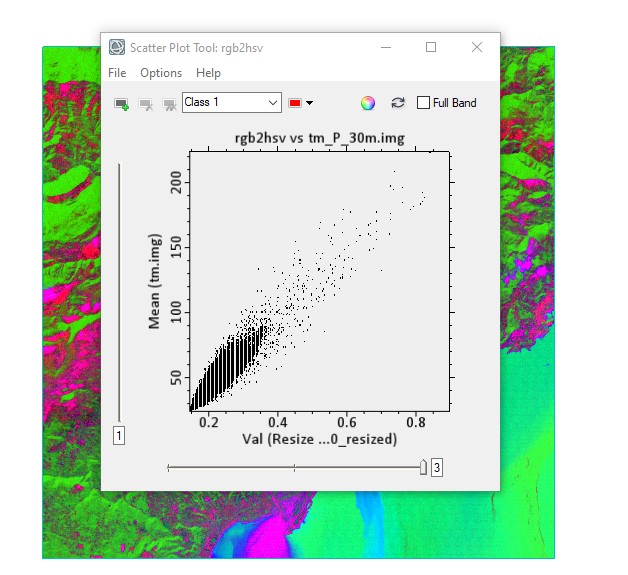 Scatter Plot Tool: rgb2hsv
File Options Help
Class 1 Full Band
rgb2hsv vs tm_P_30m.img
Mean (tm.img)
200
150
100
50
0.2 0.4 0.6 0.8
Val (Resize ...0_resized)
1
3